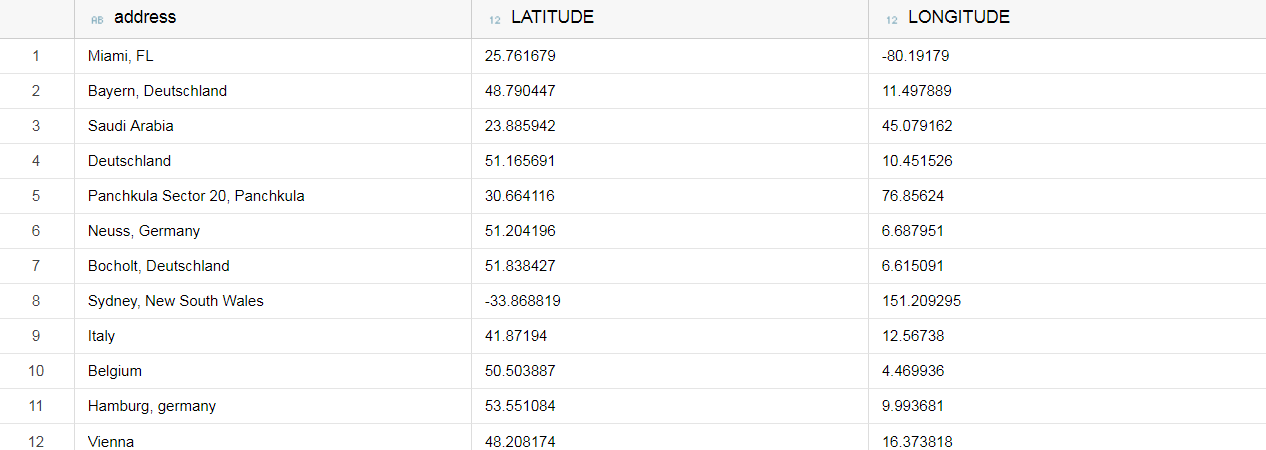 AB address 12 LATITUDE 12 LONGITUDE
1 Miami, FL 25.761679 -80.19179
2 Bayern, Deutschland 48.790447 11.497889
3 Saudi Arabia 23.885942 45.079162
4 Deutschland 51.165691 10.451526
5 Panchkula Sector 20, Panchkula 30.664116 76.85624
6 Neuss, Germany 51.204196 6.687951
7 Bocholt, Deutschland 51.838427 6.615091
8 Sydney, New South Wales -33.868819 151.209295
9 Italy 41.87194 12.56738
10 Belgium 50.503887 4.469936
11 Hamburg, germany 53.551084 9.993681
12 Vienna 48.208174 16.373818